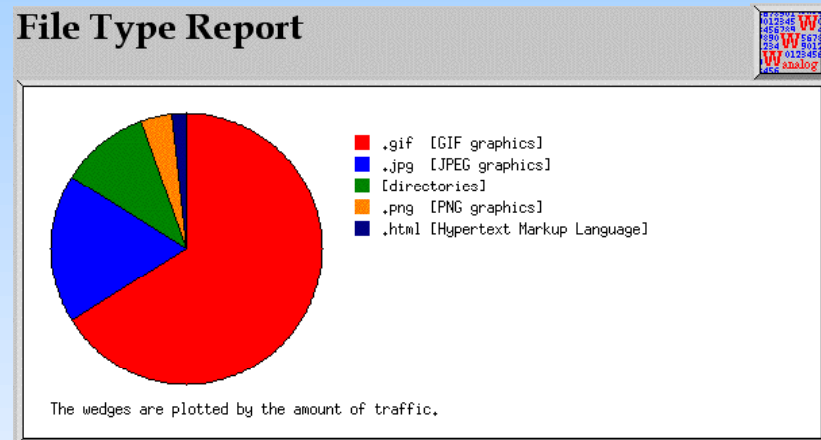 File Type Report
W
W
W analog
.gif [GIF graphics]
.jpg [JPEG graphics]
[directories]
.png [PNG graphics]
.html [Hypertext Markup Language]
The wedges are plotted by the amount of traffic.